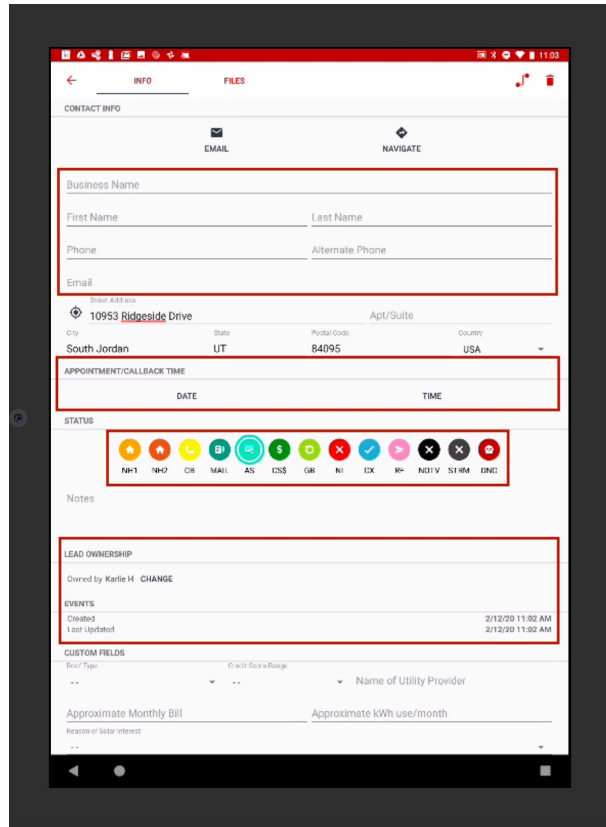 11:03
INFO FILES
CONTACT INFO
EMAIL NAVIGATE
Business Name
First Name Last Name
Phone Alternate Phone
Email
Street Address
10953 Ridgeside Drive Apt/Suite
City State Postal Code Country
South Jordan UT 84095 USA
APPOINTMENT/CALLBACK TIME
DATE TIME
STATUS
NH1 NH2 CB MAIL AS CS$ GB NI CX RF NOTV STRM DNC
Notes
LEAD OWNERSHIP
Owned by Karlie H CHANGE
EVENTS
Created 2/12/20 11:02 AM
Last Updated 2/12/20 11:02 AM
CUSTOM FIELDS
Roof Type Credit Score Range
-- -- Name of Utility Provider
Approximate Monthly Bill Approximate kWh use/month
Reason of Solar Interest
--